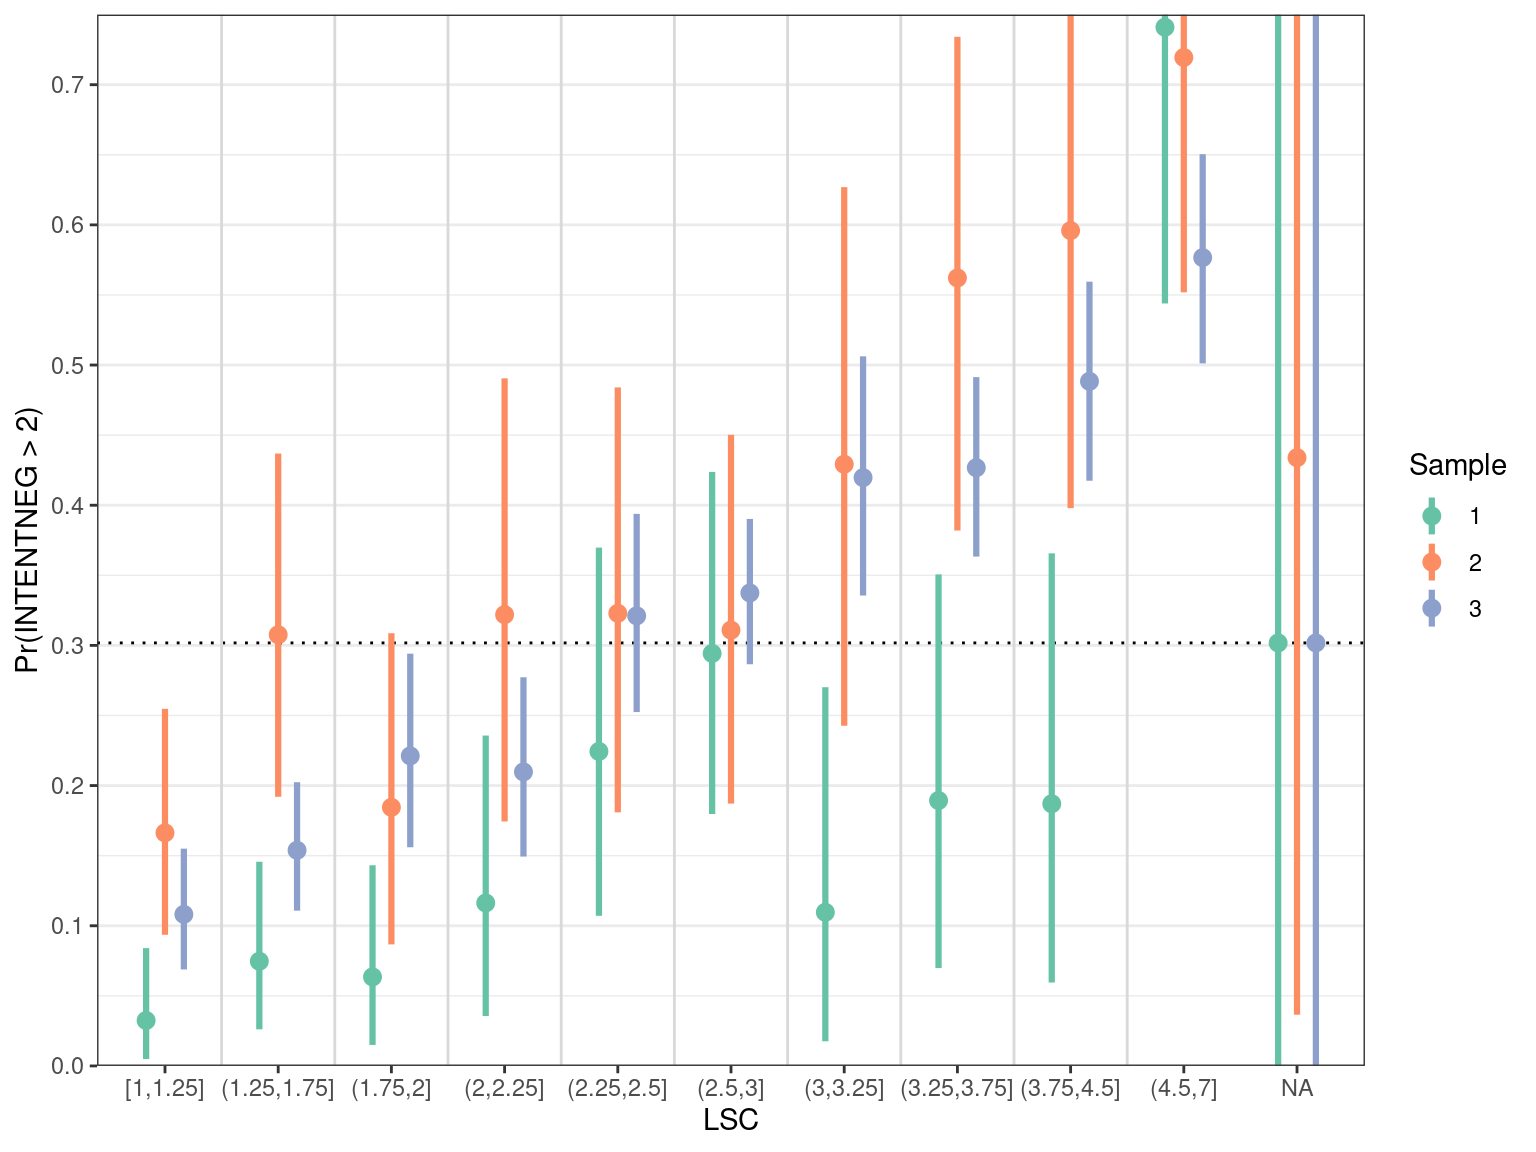 0.7
0.6
0.5
0.4
0.3
0.2
0.1
0.0
Pr(INTENTNEG > 2)
[1,1.25] (1.25,1.75] (1.75,2] (2,2.25] (2.25,2.5] (2.5,3] (3,3.25] (3.25,3.75] (3.75,4.5] (4.5,7] NA
LSC
Sample
1
2
3